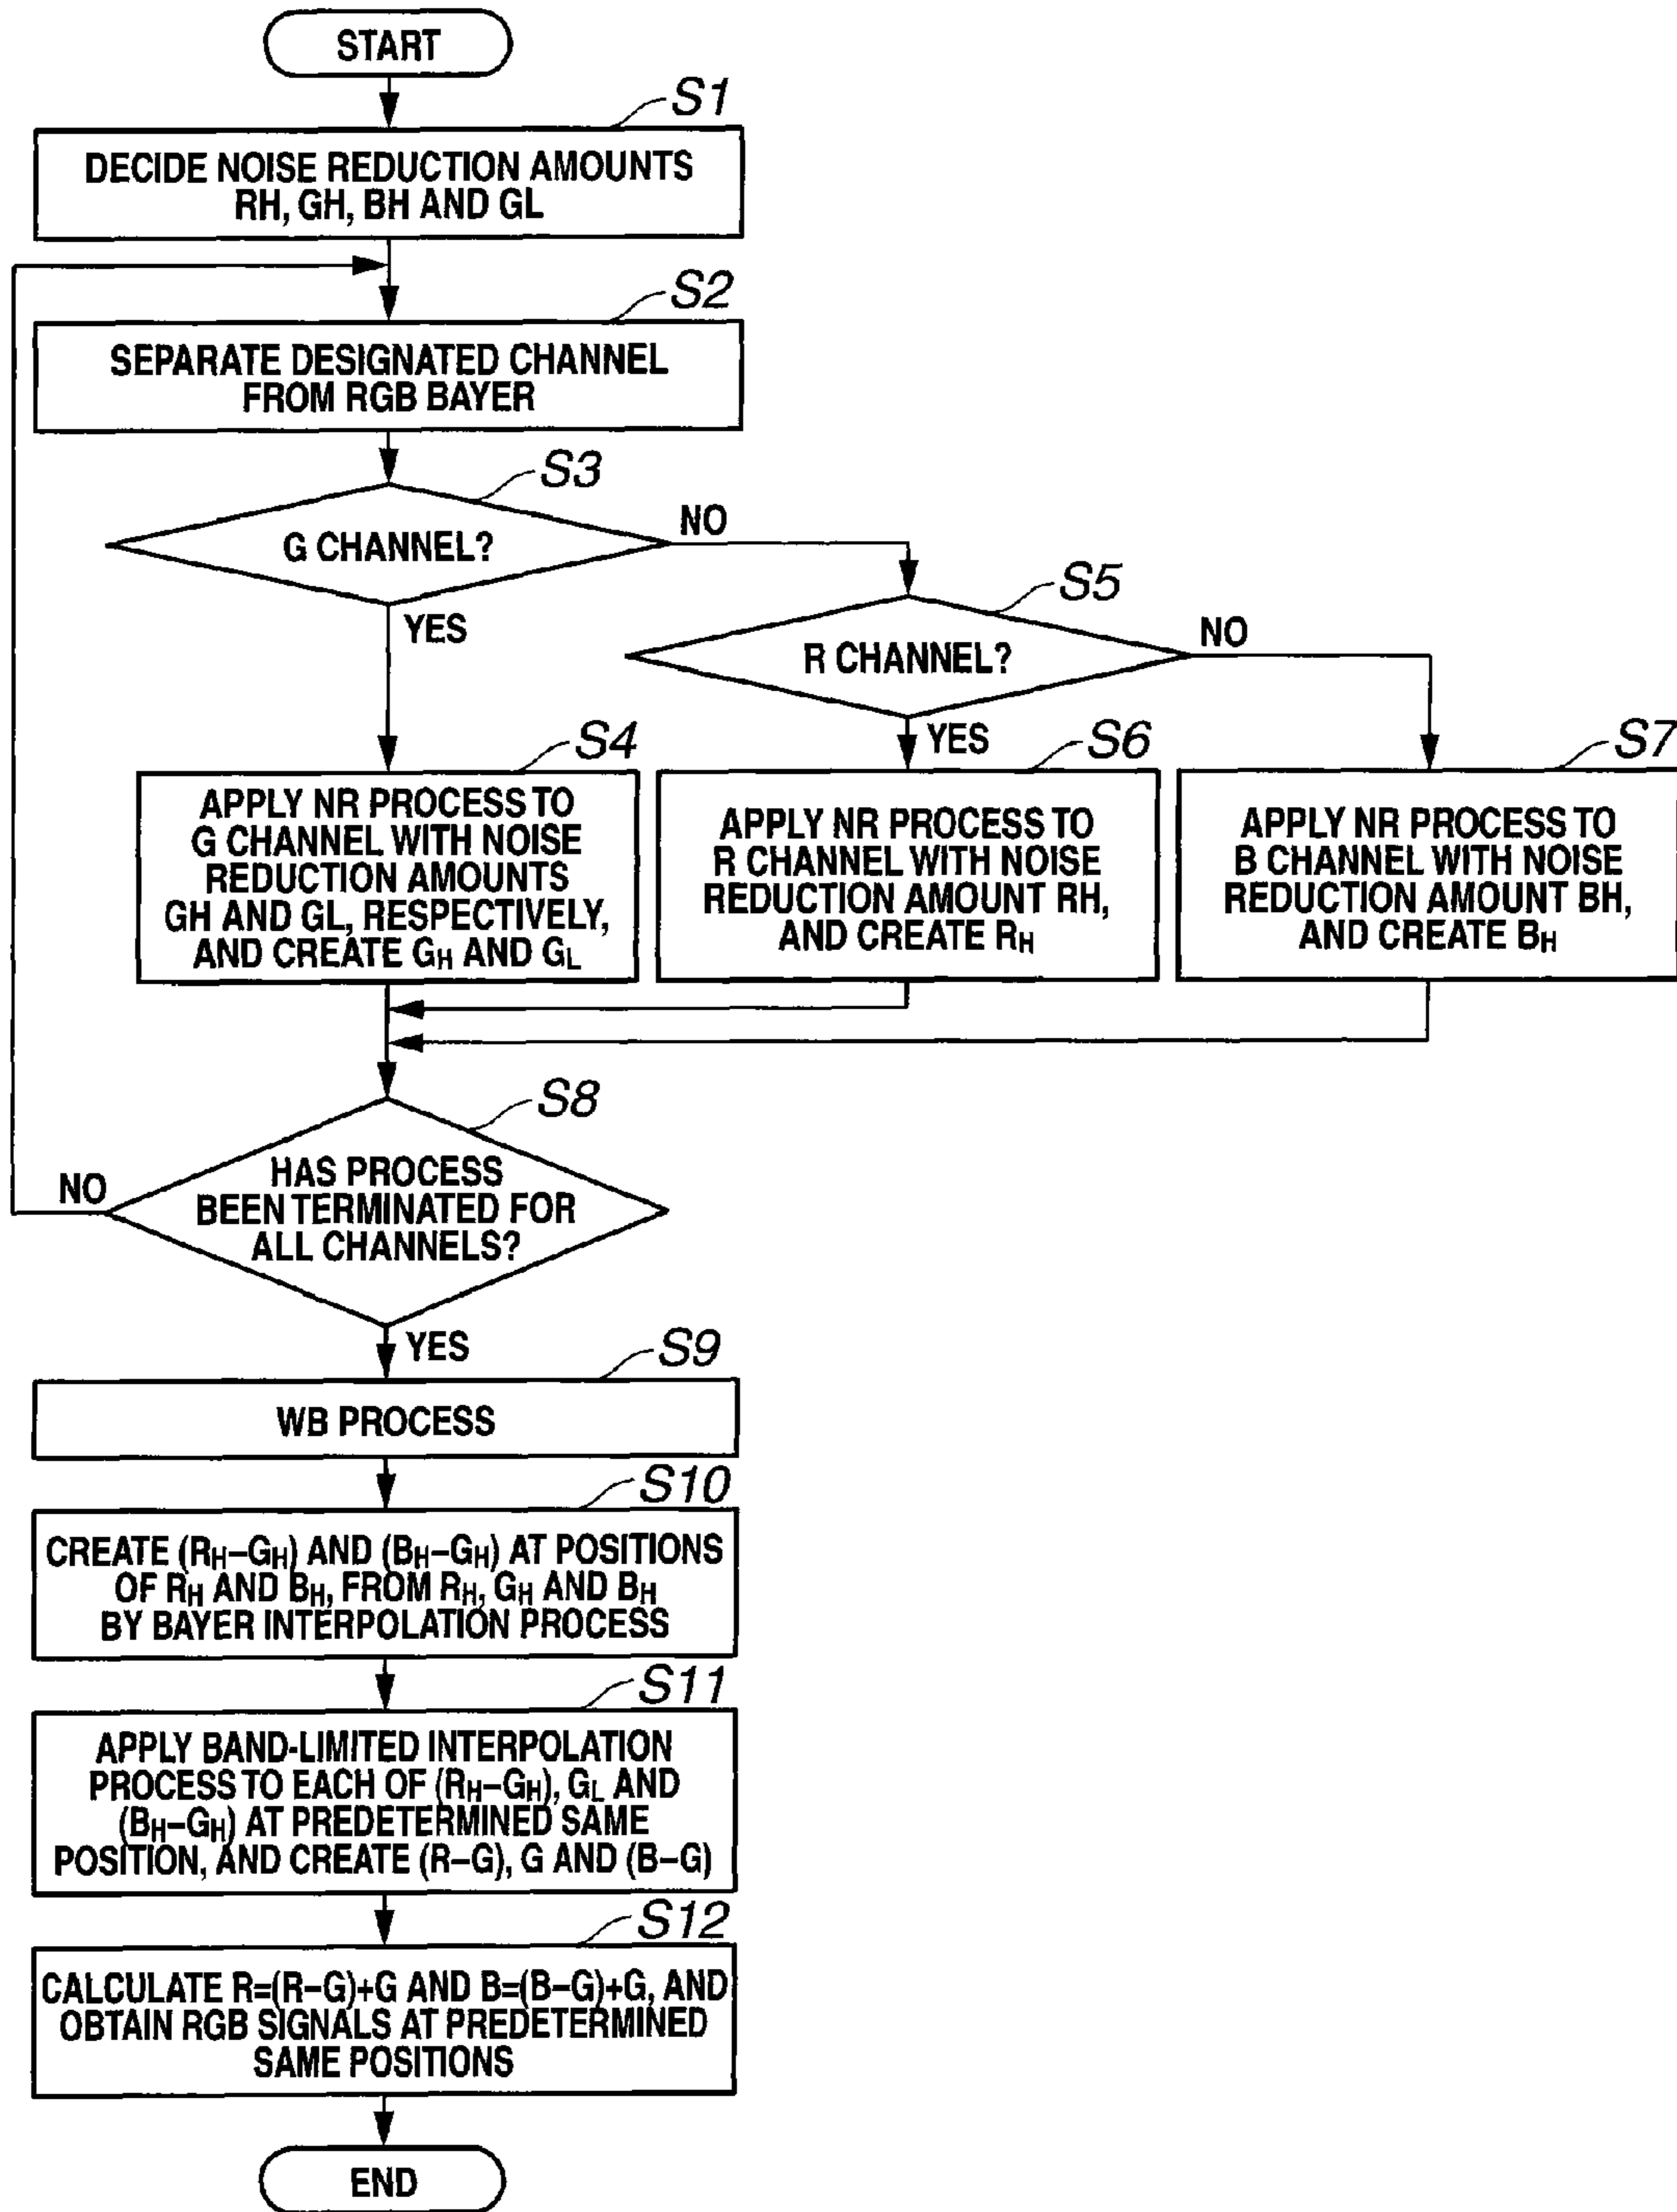 START
S1
DECIDE NOISE REDUCTION AMOUNTS
RH, GH, BH AND GL
S2
SEPARATE DESIGNATED CHANNEL
FROM RGB BAYER
S3
G CHANNEL?
NO
YES
S5
R CHANNEL?
NO
YES
S4
APPLY NR PROCESS TO
G CHANNEL WITH NOISE
REDUCTION AMOUNTS
GH AND GL, RESPECTIVELY,
AND CREATE GH AND GL
S6
APPLY NR PROCESS TO
R CHANNEL WITH NOISE
REDUCTION AMOUNT RH,
AND CREATE RH
S7
APPLY NR PROCESS TO
B CHANNEL WITH NOISE
REDUCTION AMOUNT BH,
AND CREATE BH
S8
HAS PROCESS
BEEN TERMINATED FOR
ALL CHANNELS?
NO
YES
S9
WB PROCESS
S10
CREATE (RH−GH) AND (BH−GH) AT POSITIONS
OF RH AND BH, FROM RH, GH AND BH
BY BAYER INTERPOLATION PROCESS
S11
APPLY BAND-LIMITED INTERPOLATION
PROCESS TO EACH OF (RH−GH), GL AND
(BH−GH) AT PREDETERMINED SAME
POSITION, AND CREATE (R−G), G AND (B−G)
S12
CALCULATE R=(R−G)+G AND B=(B−G)+G, AND
OBTAIN RGB SIGNALS AT PREDETERMINED
SAME POSITIONS
END